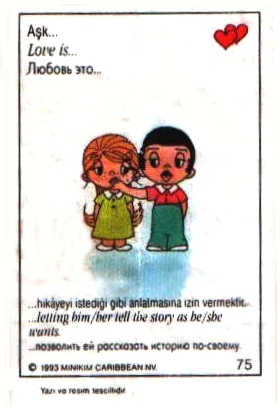 Aşk...
Love is...
Любовь это...
...hikâyeyi istediği gibi anlatmasına izin vermektir.
...letting him/her tell the story as he/she
wants.
...позволить ей россказоть историю по-своему.
© 1993 MINIKIM CARIBBEAN NV.
75
Yazı ve resim tescillidir.